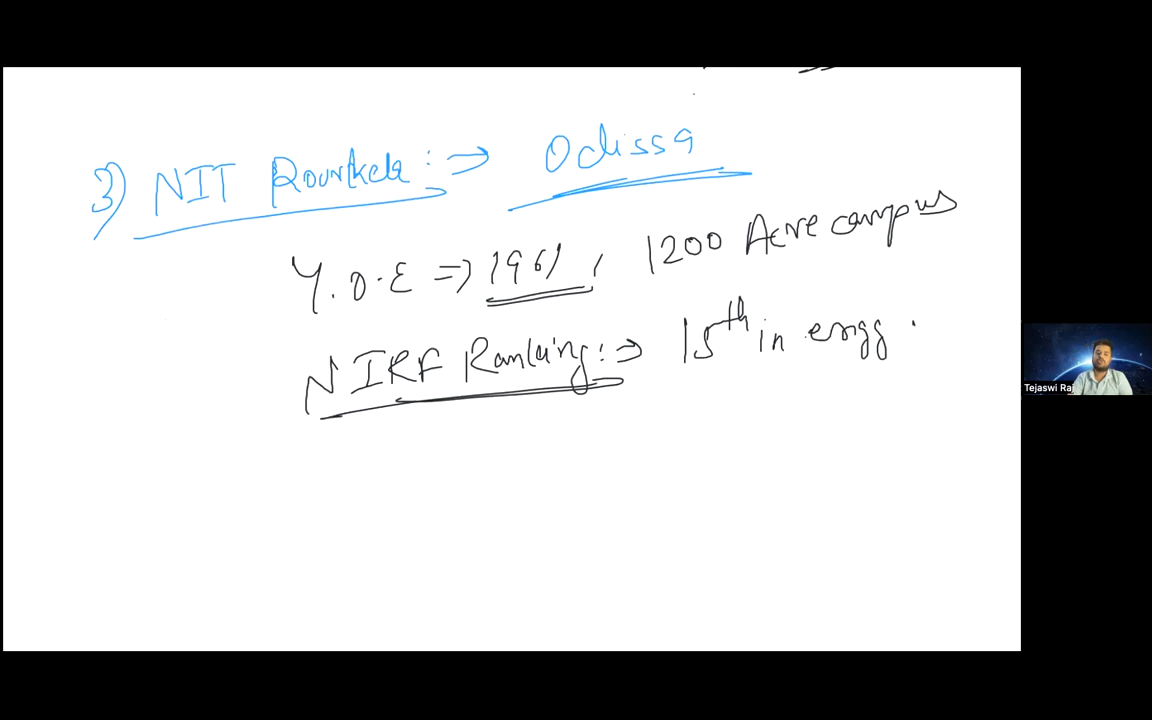 3) NIT Rourkela :→ Odissa
Y.O.E ⇒ 1961, 1200 Acre campus
NIRF Ranking :→ 15th in engg.
Tejaswi Raj